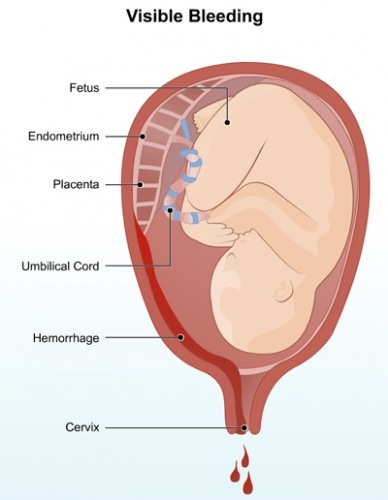 Visible Bleeding
Fetus
Endometrium
Placenta
Umbilical Cord
Hemorrhage
Cervix